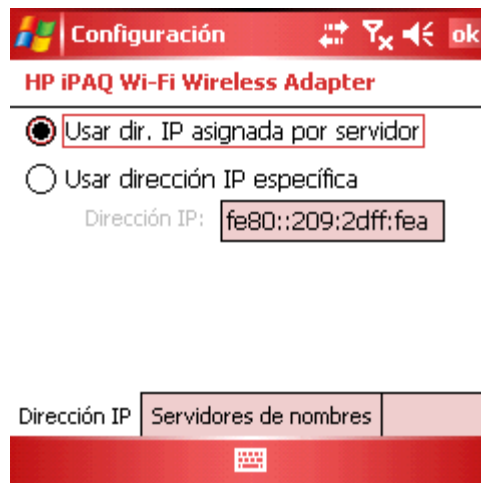 Configuración ok
HP iPAQ Wi-Fi Wireless Adapter
Usar dir. IP asignada por servidor
Usar dirección IP específica
Dirección IP: fe80::209:2dff:fea
Dirección IP Servidores de nombres